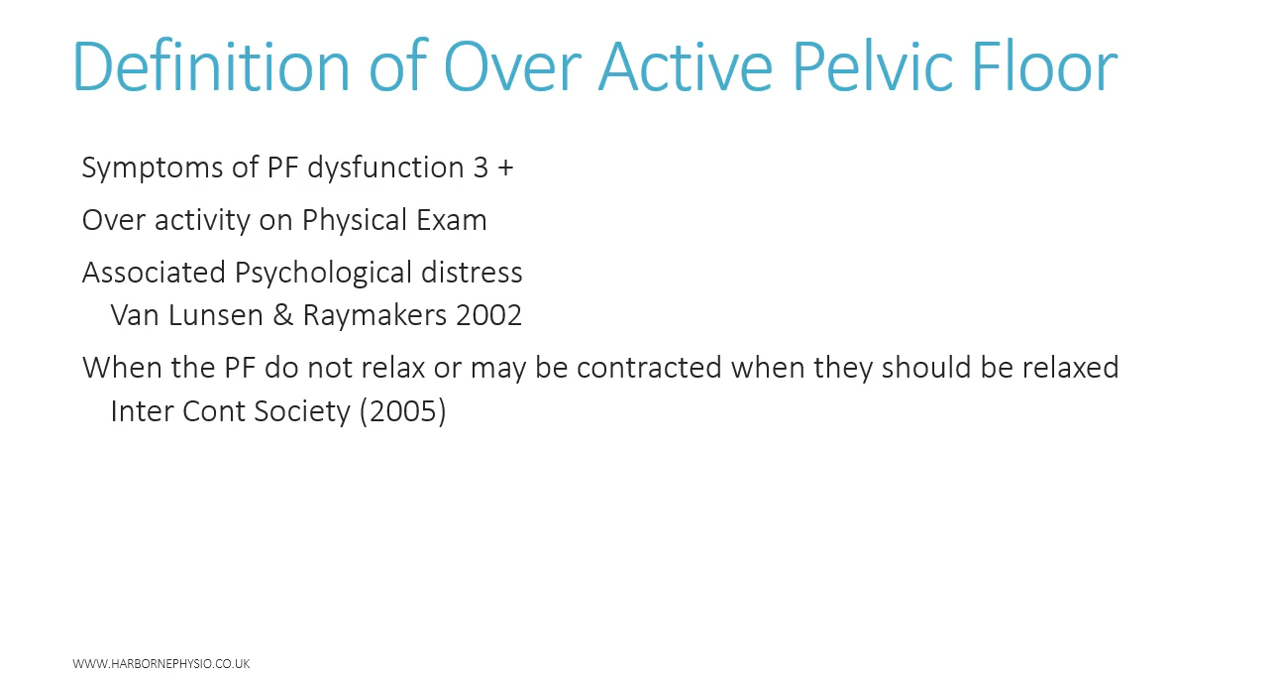 Definition of Over Active Pelvic Floor
Symptoms of PF dysfunction 3 +
Over activity on Physical Exam
Associated Psychological distress
Van Lunsen & Raymakers 2002
When the PF do not relax or may be contracted when they should be relaxed
Inter Cont Society (2005)
WWW.HARBORNEPHYSIO.CO.UK